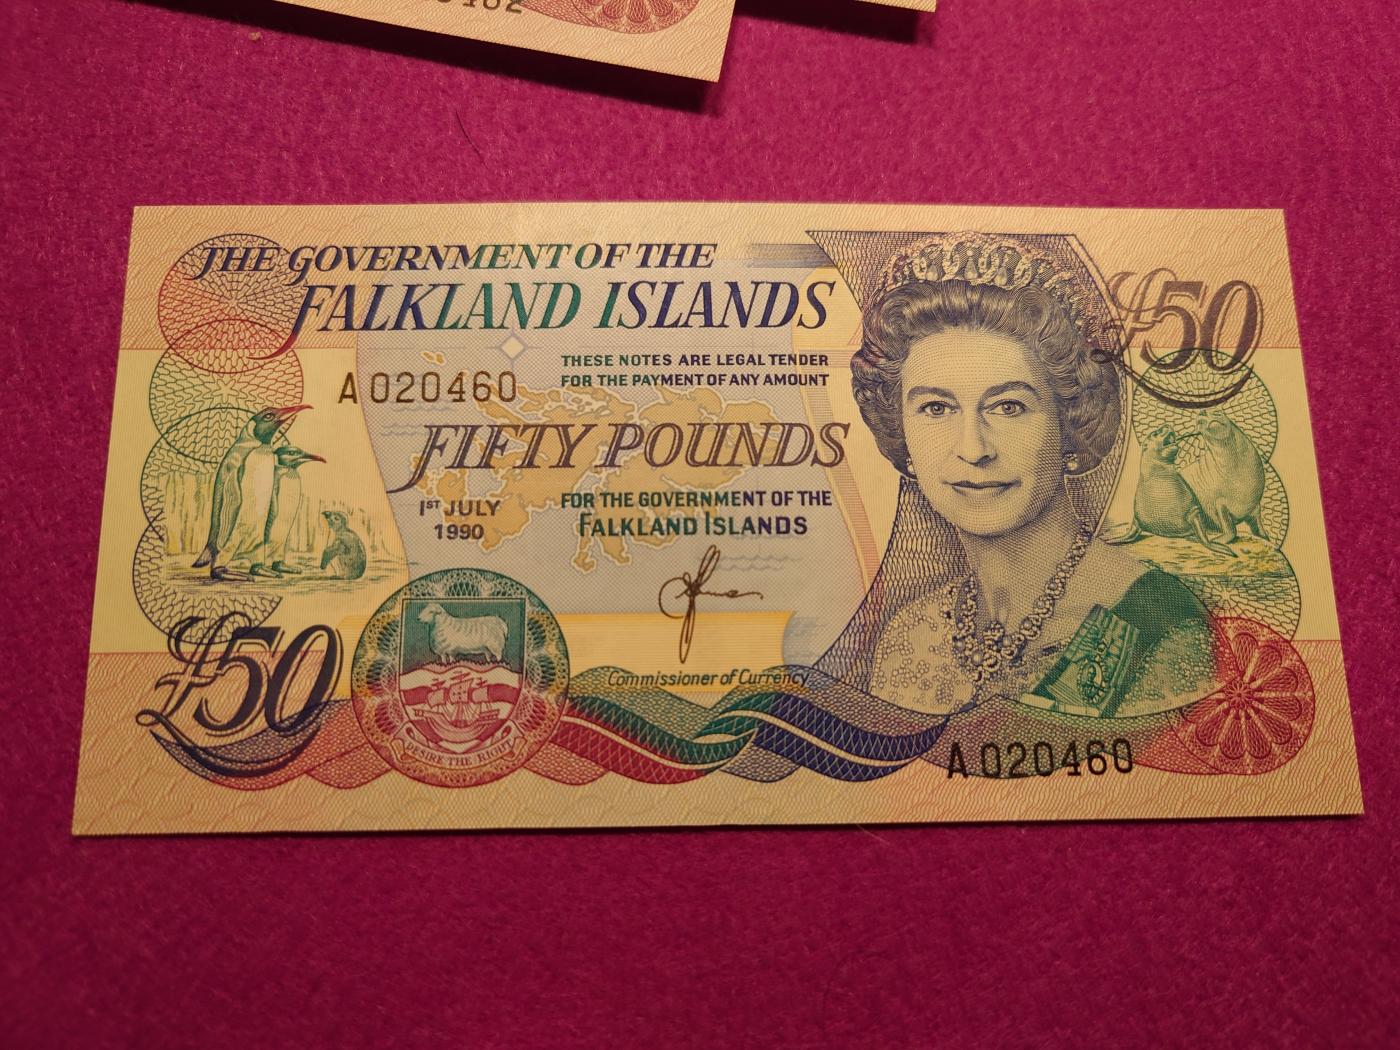 THE GOVERNMENT OF THE
FALKLAND ISLANDS
£50
THESE NOTES ARE LEGAL TENDER
FOR THE PAYMENT OF ANY AMOUNT
A 020460
FIFTY POUNDS
1ST JULY
1990
FOR THE GOVERNMENT OF THE
FALKLAND ISLANDS
Commissioner of Currency
£50
DESIRE THE RIGHT
A 020460